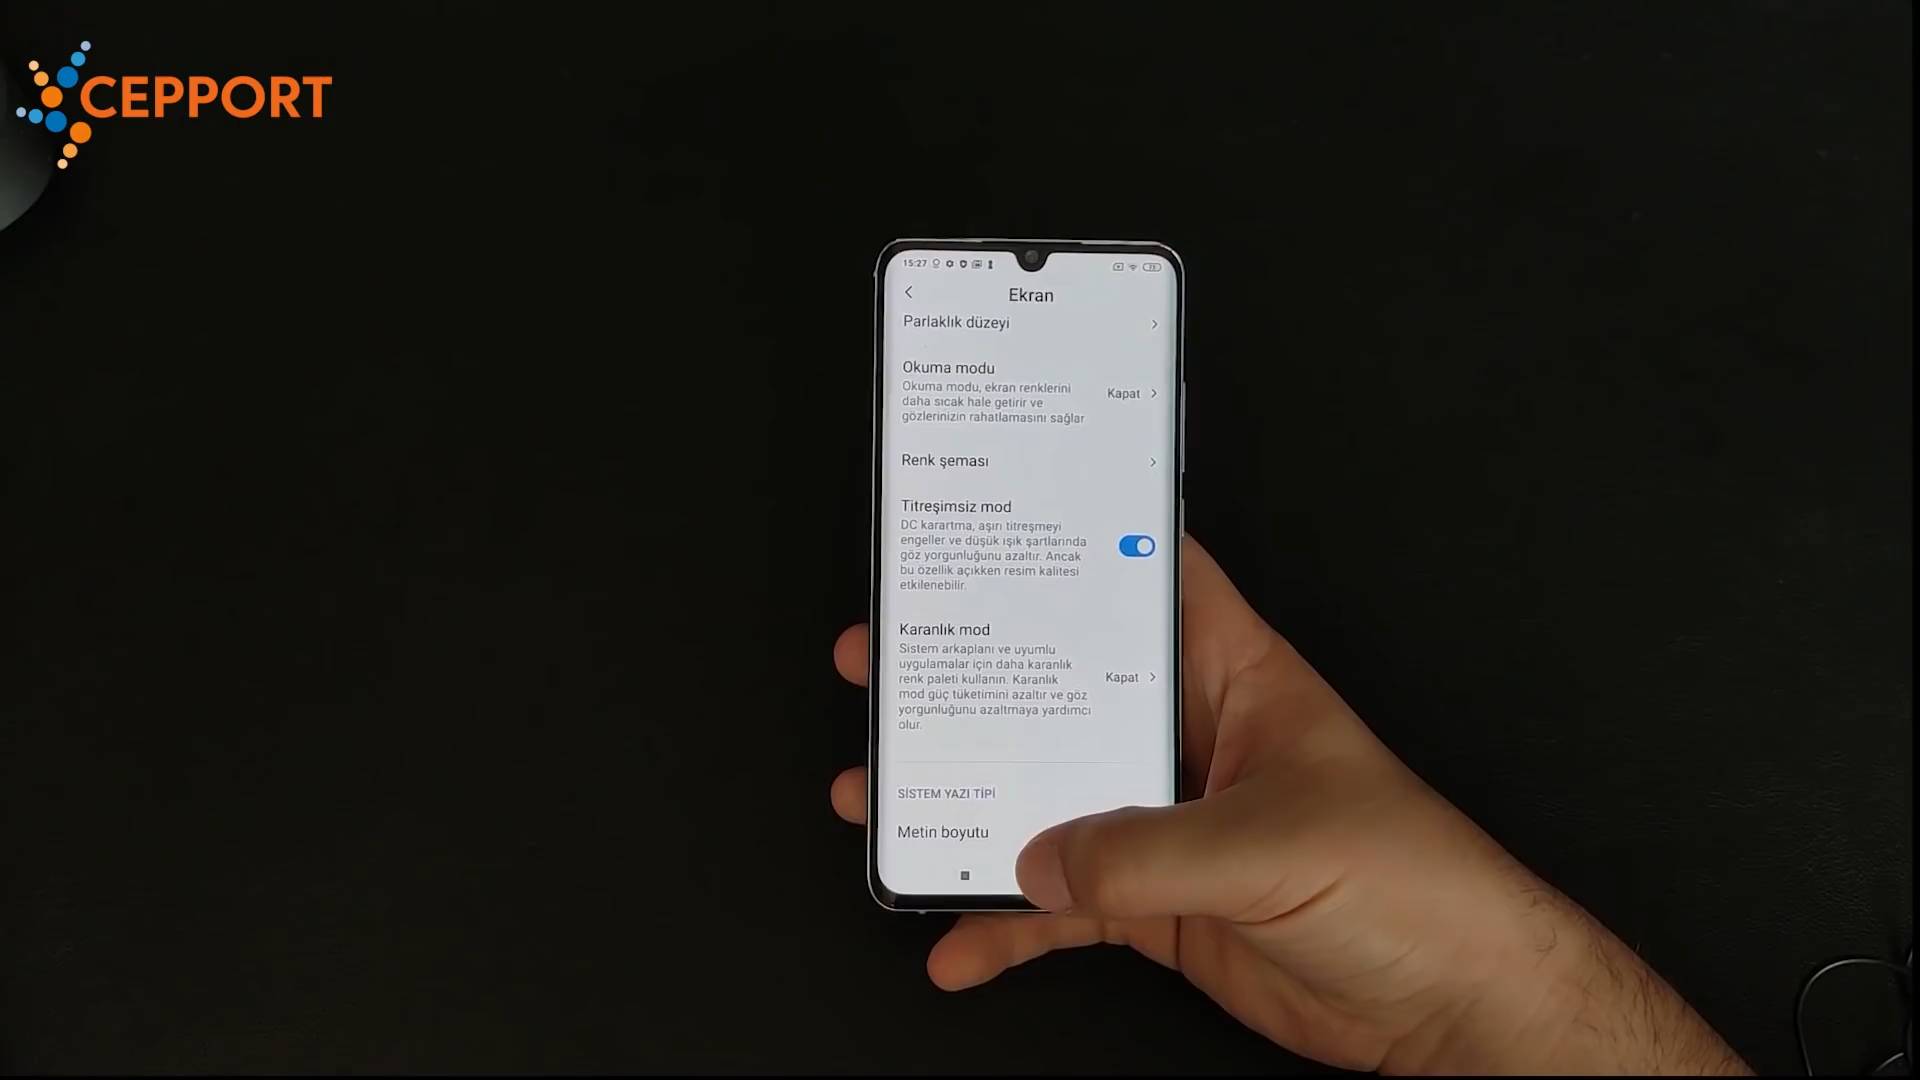 CEPPORT
15:27
Ekran
Parlaklık düzeyi
Okuma modu
Okuma modu, ekran renklerini
daha sıcak hale getirir ve
gözlerinizin rahatlamasını sağlar
Kapat
Renk şeması
Titreşimsiz mod
DC karartma, aşırı titreşmeyi
engeller ve düşük ışık şartlarında
göz yorgunluğunu azaltır. Ancak
bu özellik açıkken resim kalitesi
etkilenebilir.
Karanlık mod
Sistem arkaplanı ve uyumlu
uygulamalar için daha karanlık
renk paleti kullanın. Karanlık
mod güç tüketimini azaltır ve göz
yorgunluğunu azaltmaya yardımcı
olur.
Kapat
SİSTEM YAZI TİPİ
Metin boyutu